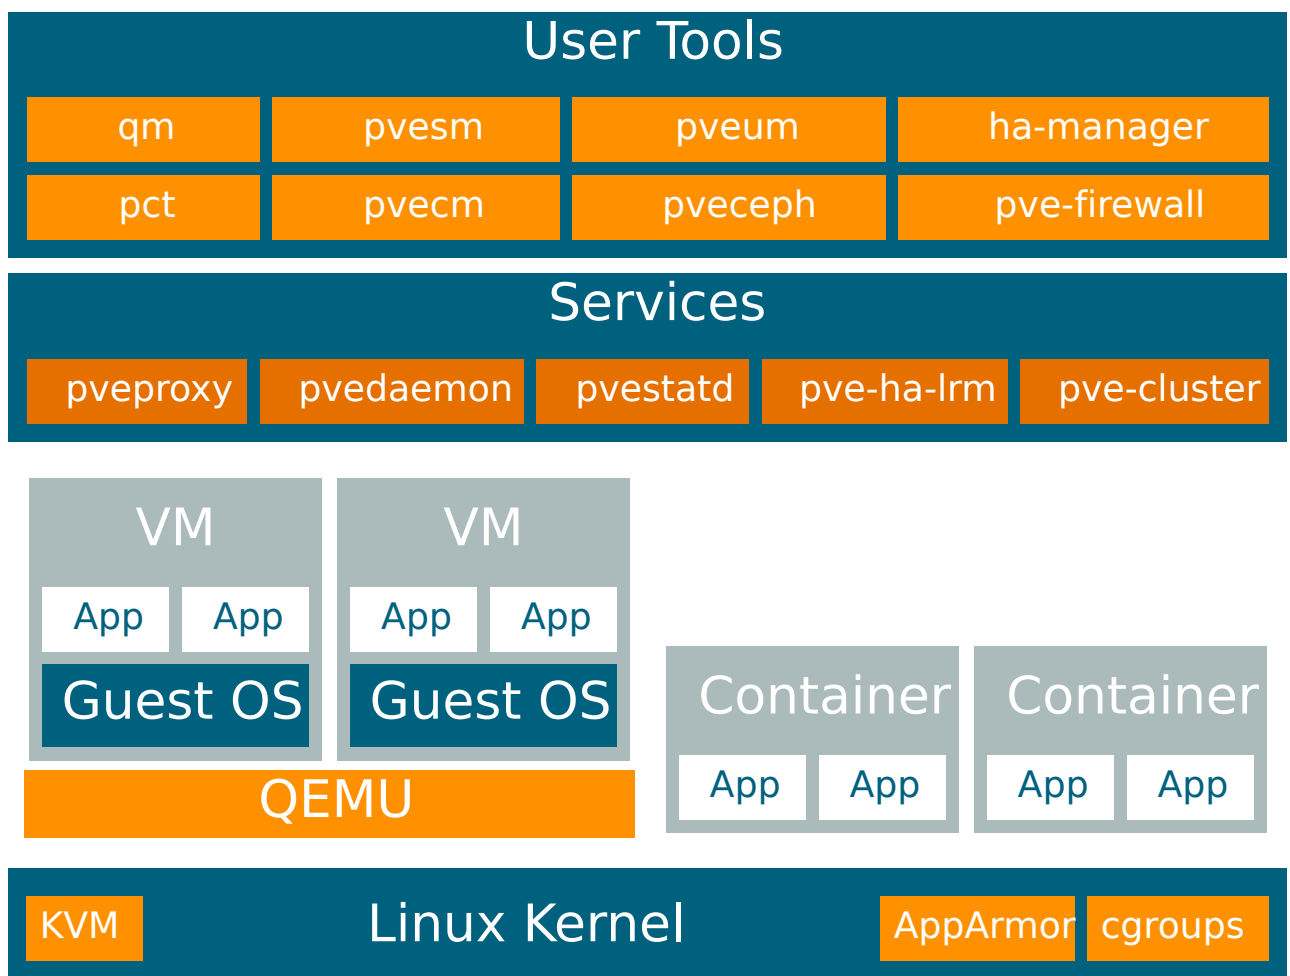 User Tools
qm pvesm pveum ha-manager
pct pvecm pveceph pve-firewall
Services
pveproxy pvedaemon pvestatd pve-ha-lrm pve-cluster
VM VM
App App App App
Guest OS Guest OS
Container Container
QEMU
App App App App
KVM Linux Kernel AppArmor cgroups